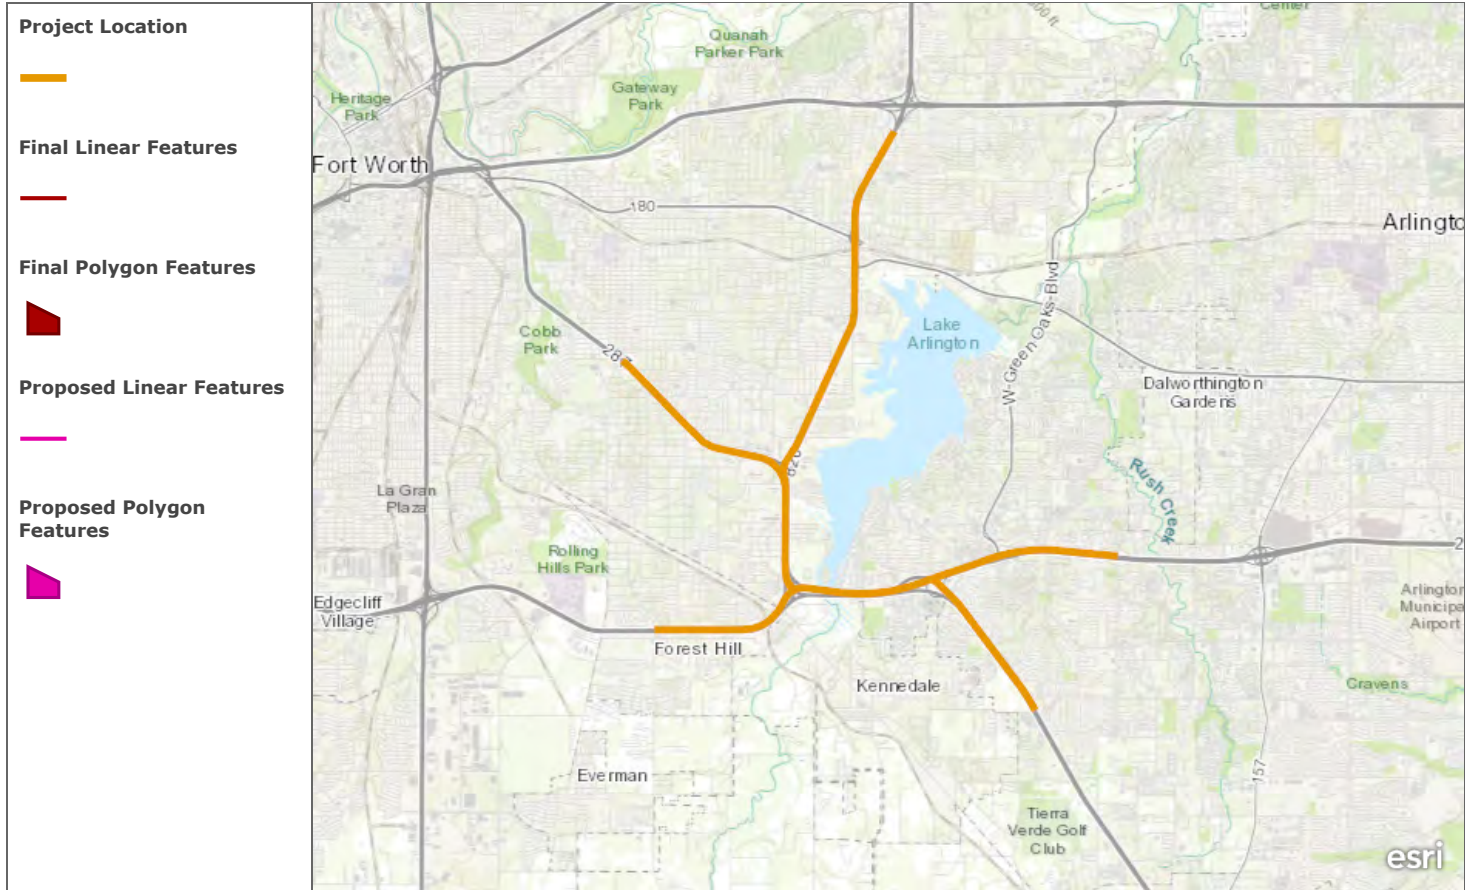 Project Location
Final Linear Features
Final Polygon Features
Proposed Linear Features
Proposed Polygon
Features
Center
Quanah
Parker Park
Gateway
Park
Heritage
Park
Fort Worth
180
Arlingto
W-Green Oaks-Blvd
Lake
Arlington
Cobb
Park
287
Dalworthington
Gardens
820
Rush Creek
La Gran
Plaza
Rolling
Hills Park
2
Edgecliff
Village
Arlington
Municipa
Airport
Forest Hill
Kennedale
Gravens
Everman
157
Tierra
Verde Golf
Club
esri